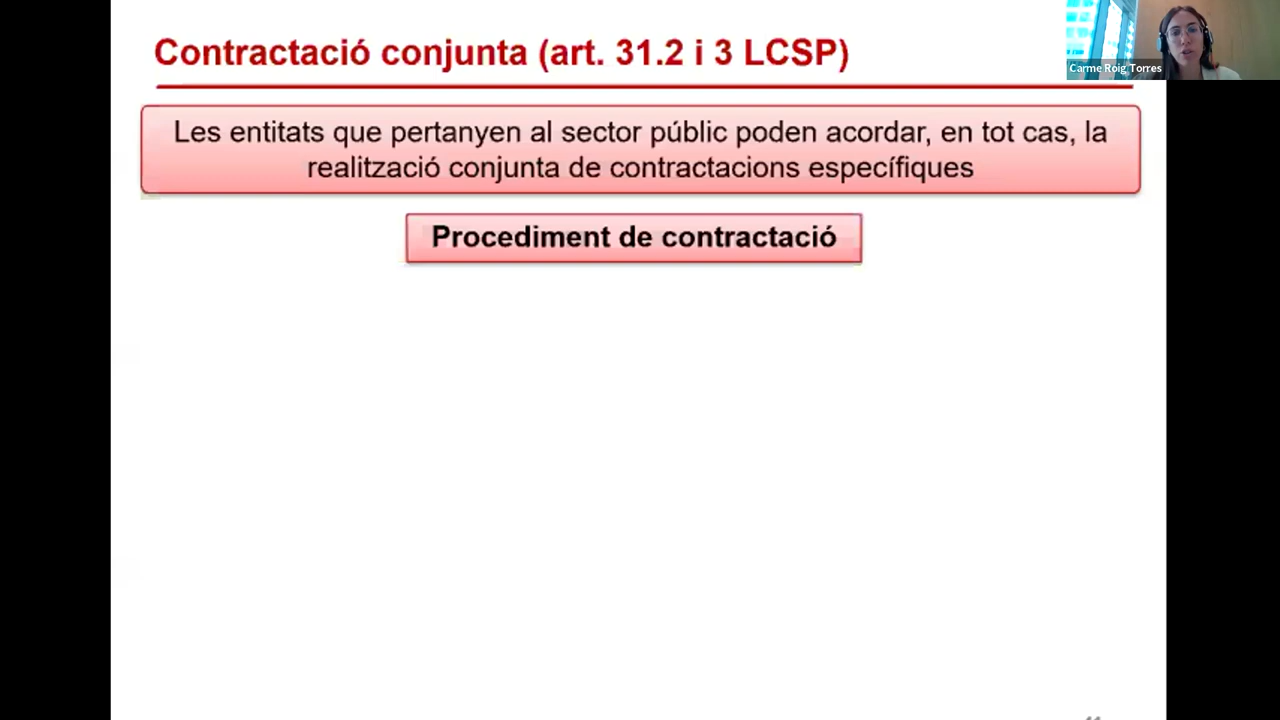 Contractació conjunta (art. 31.2 i 3 LCSP)
Carme Roig Torres
Les entitats que pertanyen al sector públic poden acordar, en tot cas, la
realització conjunta de contractacions específiques
Procediment de contractació